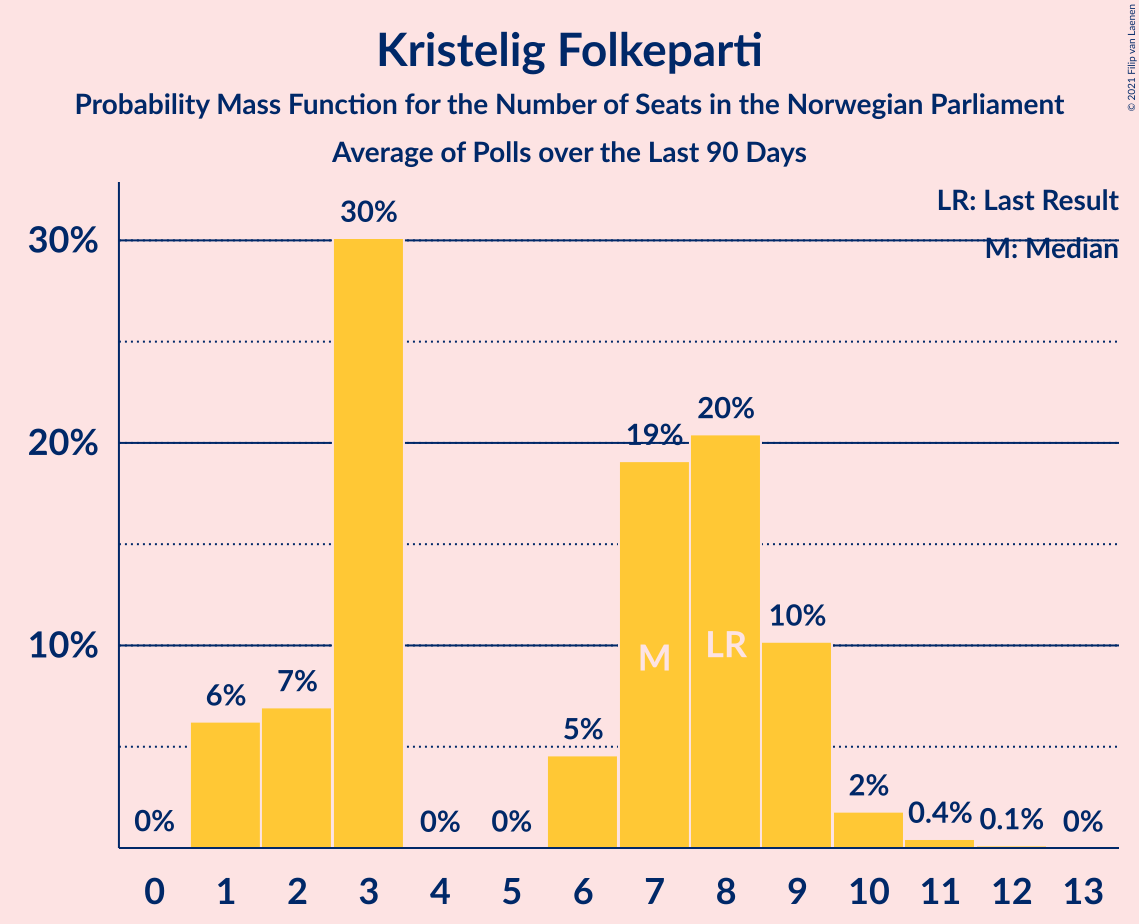 © 2021 Filip van Laenen
Kristelig Folkeparti
Probability Mass Function for the Number of Seats in the Norwegian Parliament
Average of Polls over the Last 90 Days
LR: Last Result
M: Median
30%
20%
10%
0%
6%
7%
30%
0%
0%
5%
19%
20%
10%
2%
0.4%
0.1%
0%
M
LR
0 1 2 3 4 5 6 7 8 9 10 11 12 13